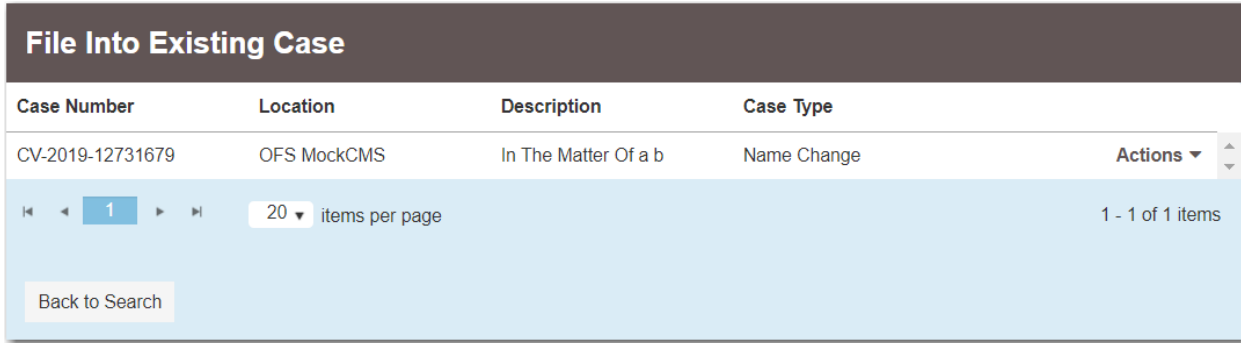 File Into Existing Case
Case Number Location Description Case Type
CV-2019-12731679 OFS MockCMS In The Matter Of a b Name Change Actions
1 20 items per page 1 - 1 of 1 items
Back to Search